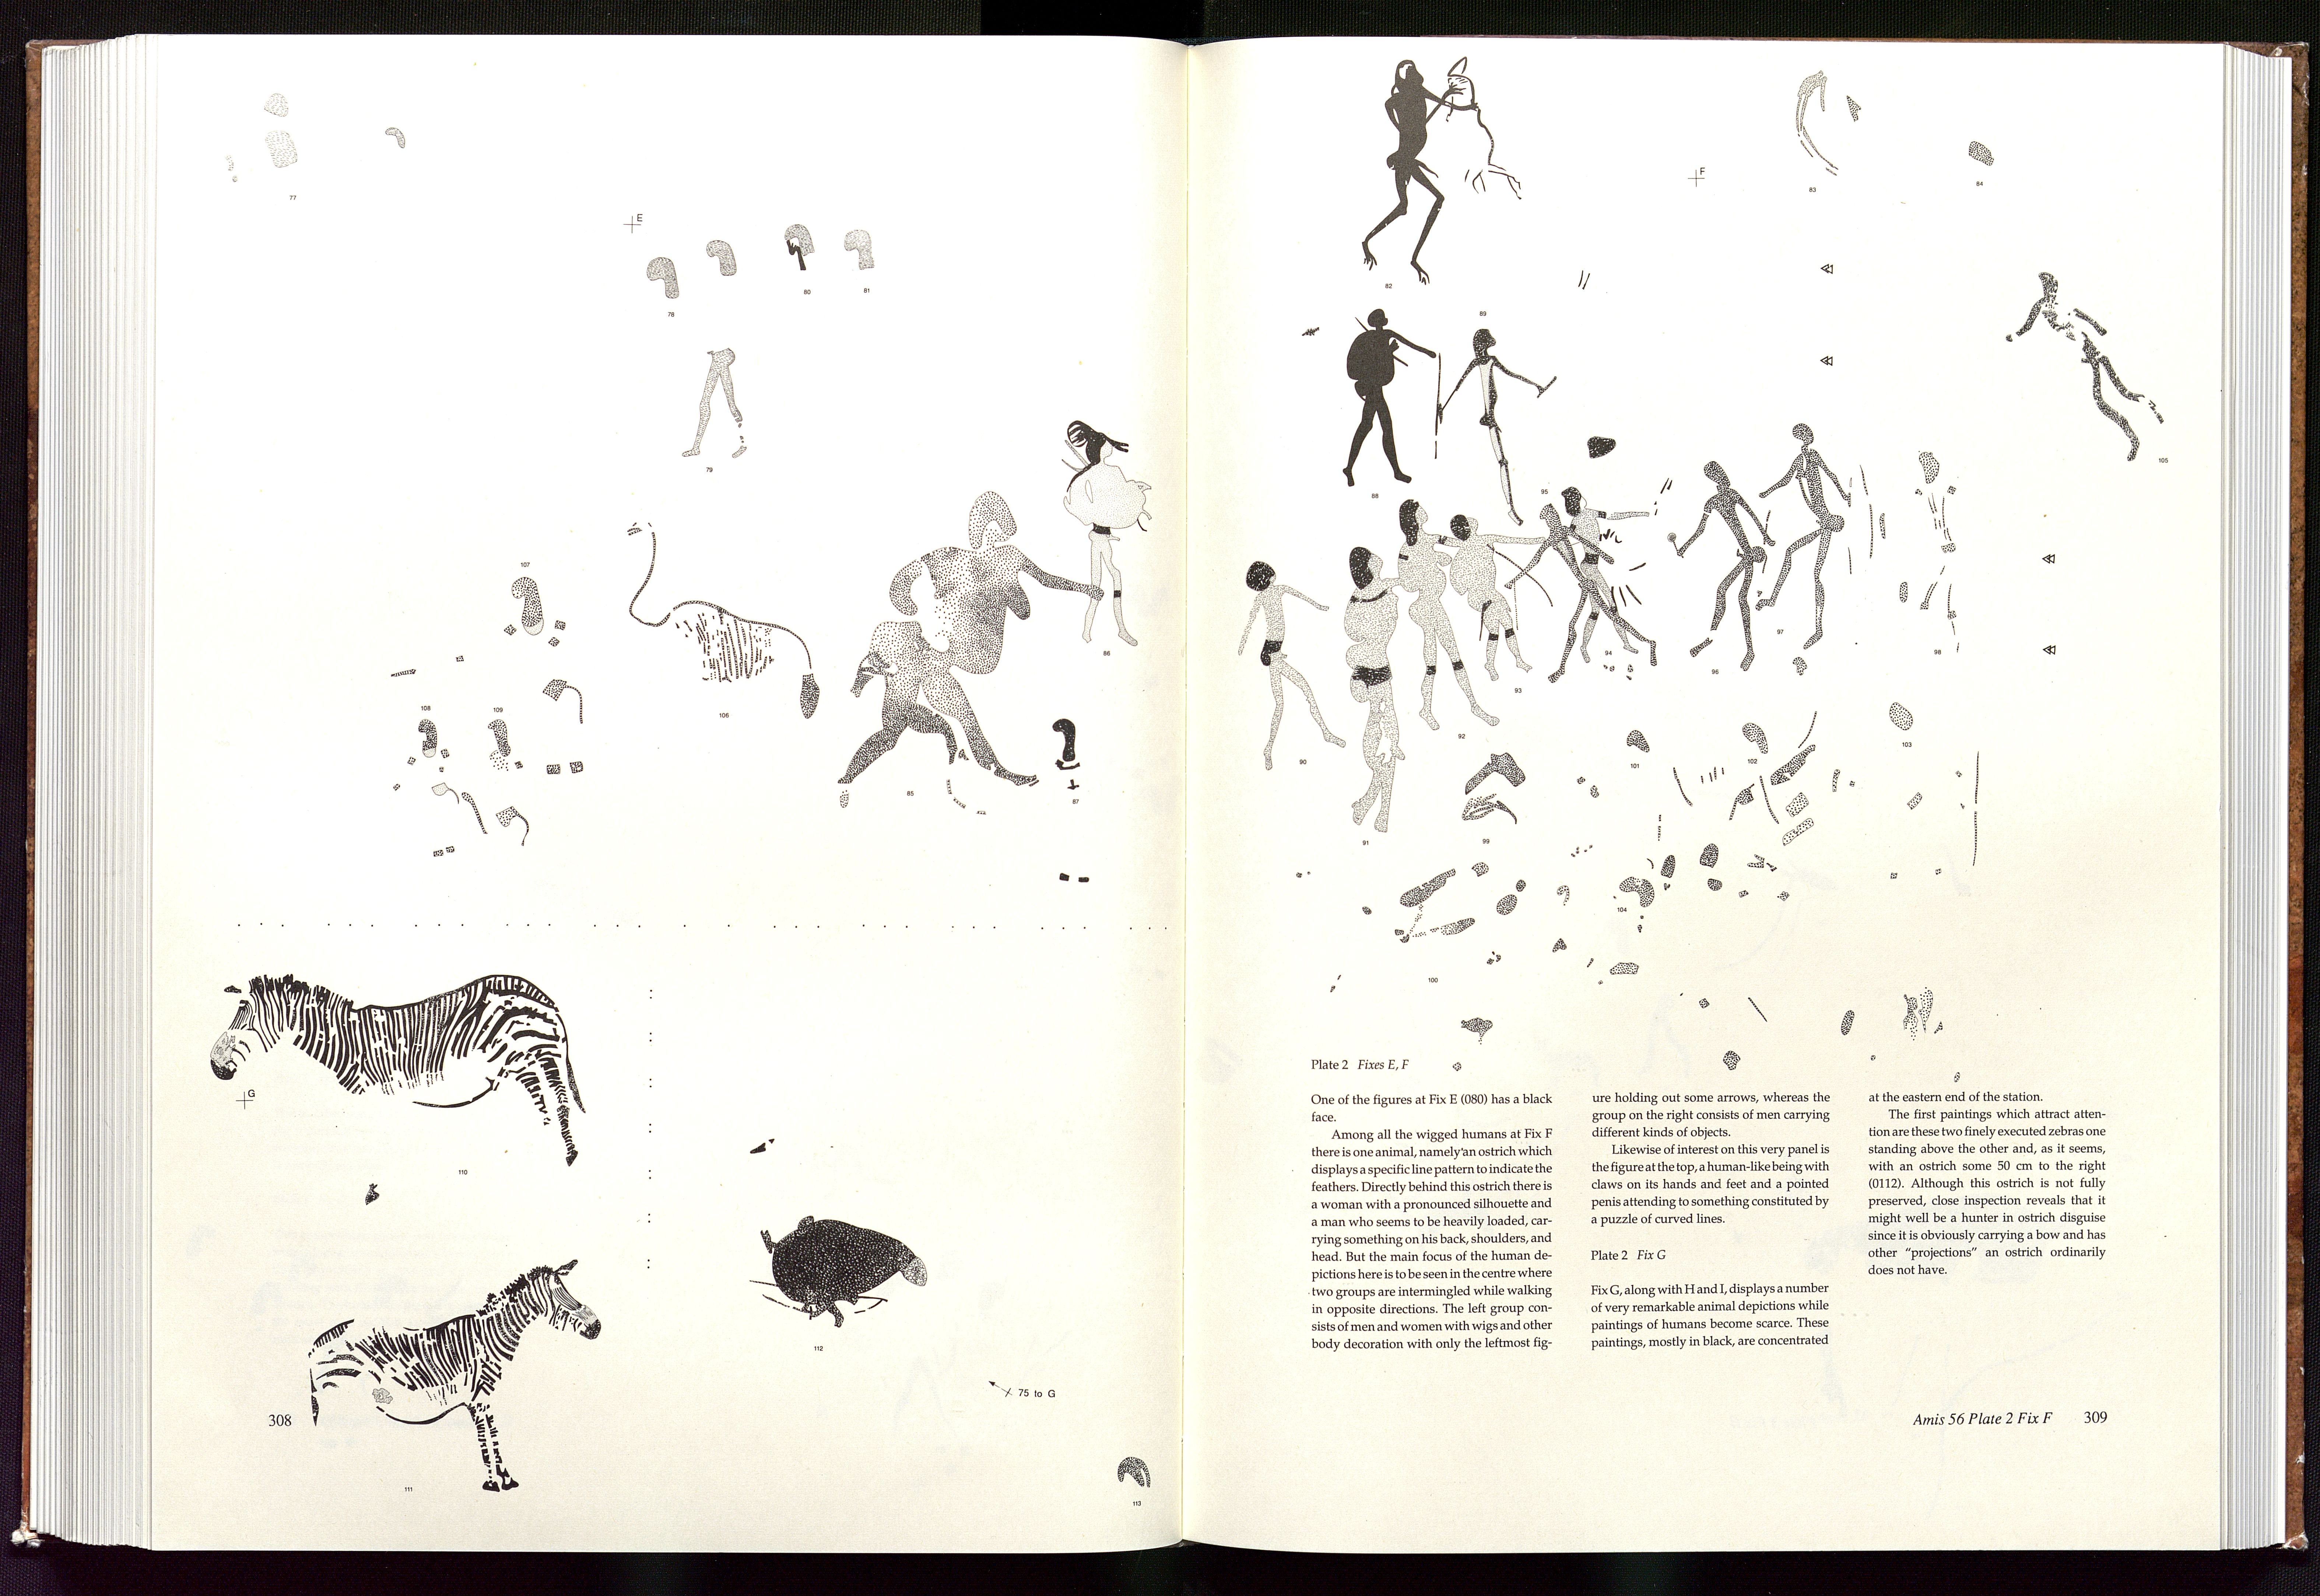 77
E
78
80
81
79
86
107
106
108
109
85
87
G
110
112
75 to G
308
111
113
82
F
83
84
89
105
88
95
90
91
92
93
94
96
97
98
99
101
102
103
104
100
Plate 2 Fixes E, F
One of the figures at Fix E (080) has a black
face.
Among all the wigged humans at Fix F
there is one animal, namely an ostrich which
displays a specific line pattern to indicate the
feathers. Directly behind this ostrich there is
a woman with a pronounced silhouette and
a man who seems to be heavily loaded, car-
rying something on his back, shoulders, and
head. But the main focus of the human de-
pictions here is to be seen in the centre where
two groups are intermingled while walking
in opposite directions. The left group con-
sists of men and women with wigs and other
body decoration with only the leftmost fig-
ure holding out some arrows, whereas the
group on the right consists of men carrying
different kinds of objects.
Likewise of interest on this very panel is
the figure at the top, a human-like being with
claws on its hands and feet and a pointed
penis attending to something constituted by
a puzzle of curved lines.
Plate 2 Fix G
Fix G, along with H and I, displays a number
of very remarkable animal depictions while
paintings of humans become scarce. These
paintings, mostly in black, are concentrated
at the eastern end of the station.
The first paintings which attract atten-
tion are these two finely executed zebras one
standing above the other and, as it seems,
with an ostrich some 50 cm to the right
(0112). Although this ostrich is not fully
preserved, close inspection reveals that it
might well be a hunter in ostrich disguise
since it is obviously carrying a bow and has
other "projections" an ostrich ordinarily
does not have.
Amis 56 Plate 2 Fix F 309